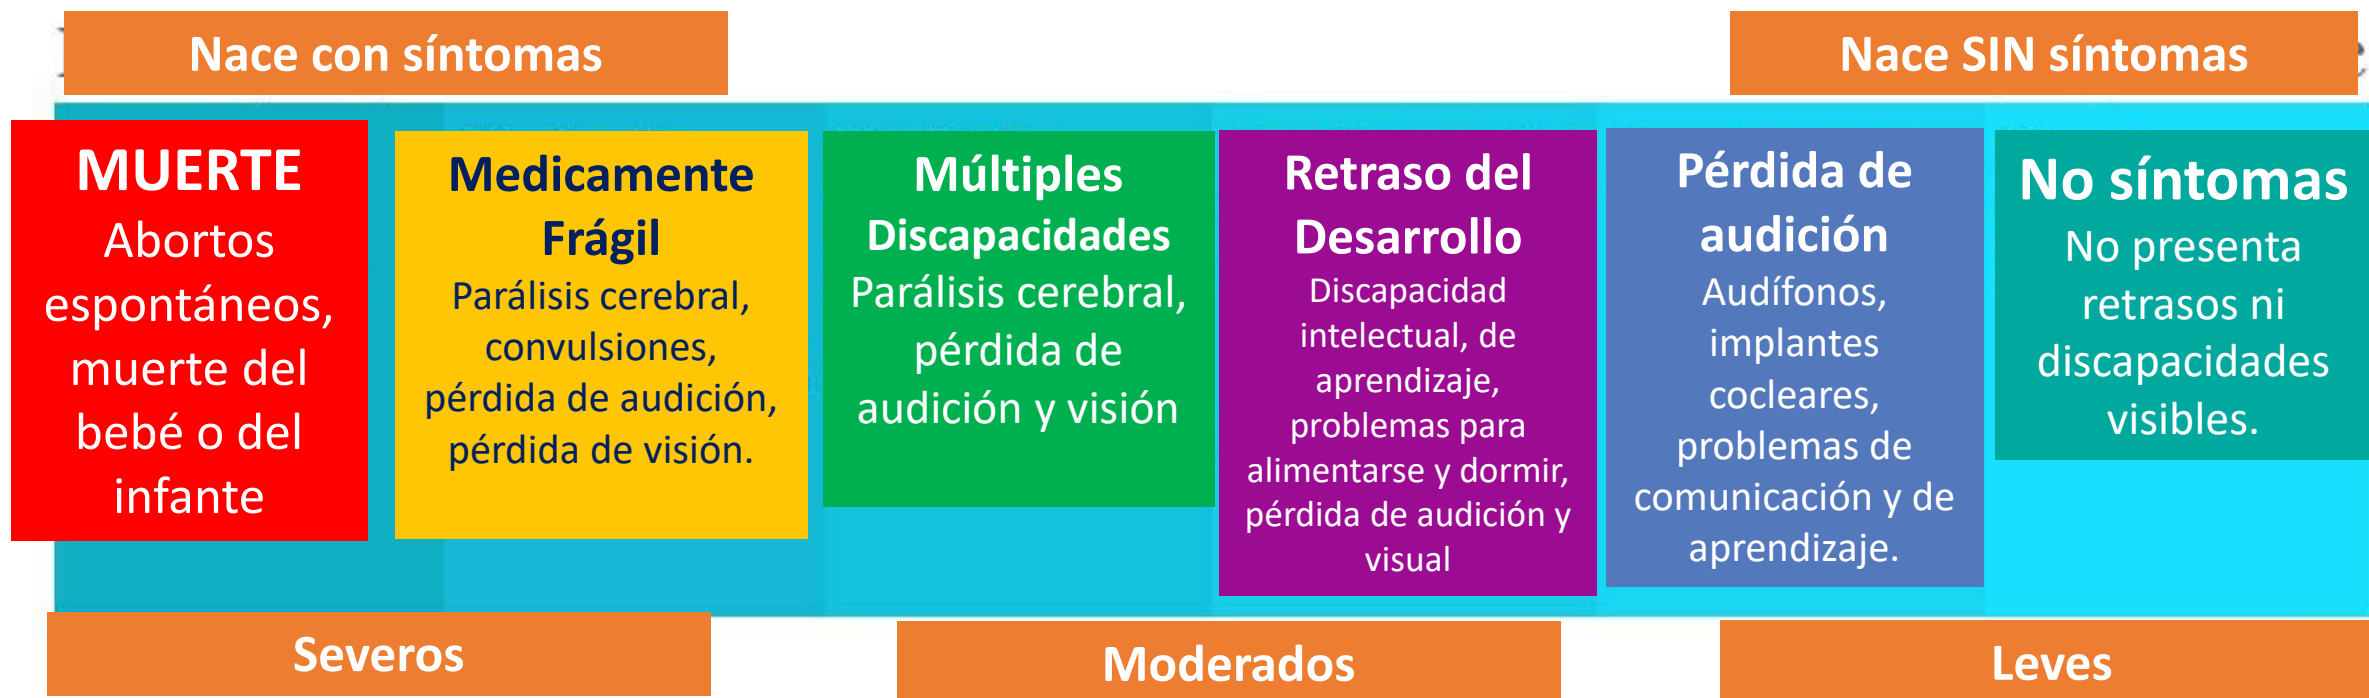 Nace con síntomas
Nace SIN síntomas
MUERTE
Abortos
espontáneos,
muerte del
bebé o del
infante
Medicamente
Frágil
Parálisis cerebral,
convulsiones,
pérdida de audición,
pérdida de visión.
Múltiples
Discapacidades
Parálisis cerebral,
pérdida de
audición y visión
Retraso del
Desarrollo
Discapacidad
intelectual, de
aprendizaje,
problemas para
alimentarse y dormir,
pérdida de audición y
visual
Pérdida de
audición
Audífonos,
implantes
cocleares,
problemas de
comunicación y de
aprendizaje.
No síntomas
No presenta
retrasos ni
discapacidades
visibles.
Severos
Moderados
Leves